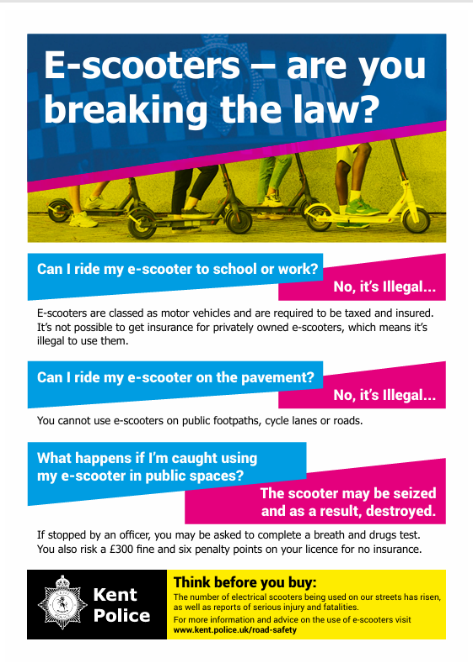 E-scooters – are you
breaking the law?
Can I ride my e-scooter to school or work?
No, it's Illegal...
E-scooters are classed as motor vehicles and are required to be taxed and insured.
It's not possible to get insurance for privately owned e-scooters, which means it's
illegal to use them.
Can I ride my e-scooter on the pavement?
No, it's Illegal...
You cannot use e-scooters on public footpaths, cycle lanes or roads.
What happens if I'm caught using
my e-scooter in public spaces?
The scooter may be seized
and as a result, destroyed.
If stopped by an officer, you may be asked to complete a breath and drugs test.
You also risk a £300 fine and six penalty points on your licence for no insurance.
Kent
Police
Think before you buy:
The number of electrical scooters being used on our streets has risen,
as well as reports of serious injury and fatalities.
For more information and advice on the use of e-scooters visit
www.kent.police.uk/road-safety